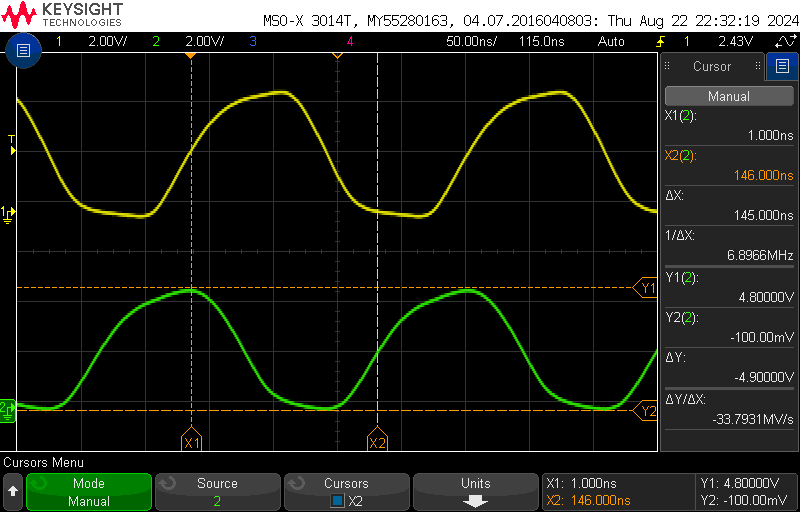 KEYSIGHT
TECHNOLOGIES
MSO-X 3014T, MY55280163, 04.07.2016040803: Thu Aug 22 22:32:19 2024
1 2.00V/ 2 2.00V/ 3 4 50.00ns/ 115.0ns Auto 1 2.43V
T
1
2
X1
X2
Y1
Y2
Cursor
Manual
X1(2):
1.000ns
X2(2):
146.000ns
ΔX:
145.000ns
1/ΔX:
6.8966MHz
Y1(2):
4.80000V
Y2(2):
-100.00mV
ΔY:
-4.90000V
ΔY/ΔX:
-33.7931MV/s
Cursors Menu
Mode
Manual
Source
2
Cursors
X2
Units
X1: 1.000ns
X2: 146.000ns
Y1: 4.80000V
Y2: -100.00mV